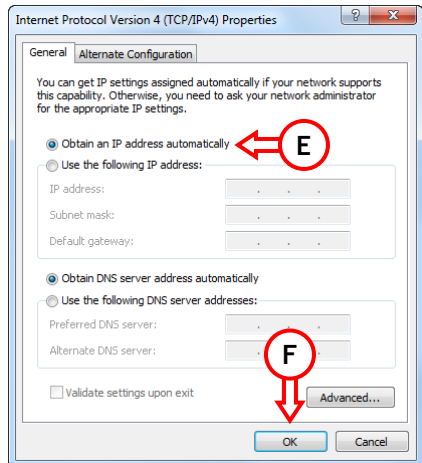 Internet Protocol Version 4 (TCP/IPv4) Properties
?
General
Alternate Configuration
You can get IP settings assigned automatically if your network supports
this capability. Otherwise, you need to ask your network administrator
for the appropriate IP settings.
Obtain an IP address automatically
E
Use the following IP address:
IP address:
Subnet mask:
Default gateway:
Obtain DNS server address automatically
Use the following DNS server addresses:
Preferred DNS server:
Alternate DNS server:
F
Validate settings upon exit
Advanced...
OK
Cancel